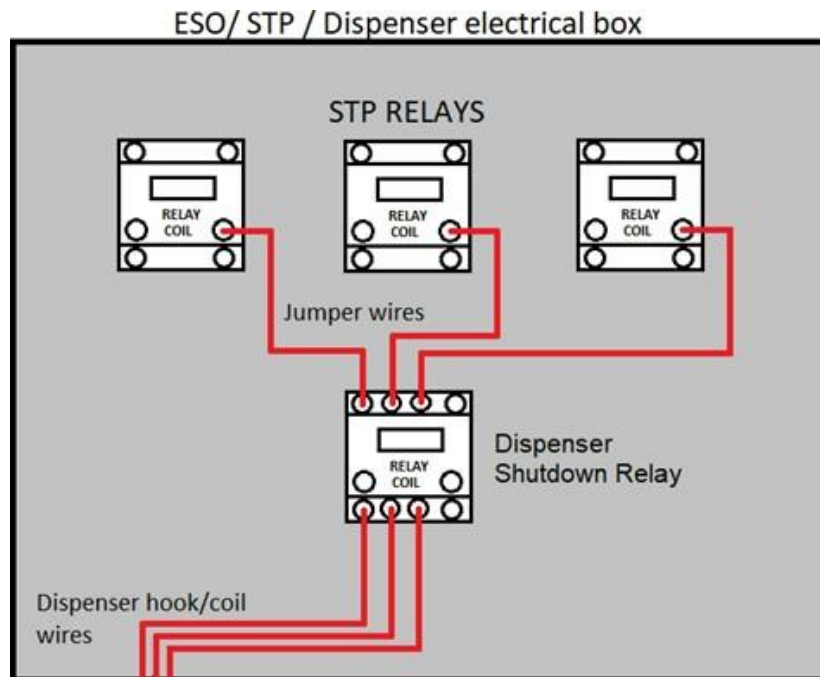 ESO/ STP / Dispenser electrical box
STP RELAYS
RELAY
COIL
RELAY
COIL
RELAY
COIL
Jumper wires
RELAY
COIL
Dispenser
Shutdown Relay
Dispenser hook/coil
wires